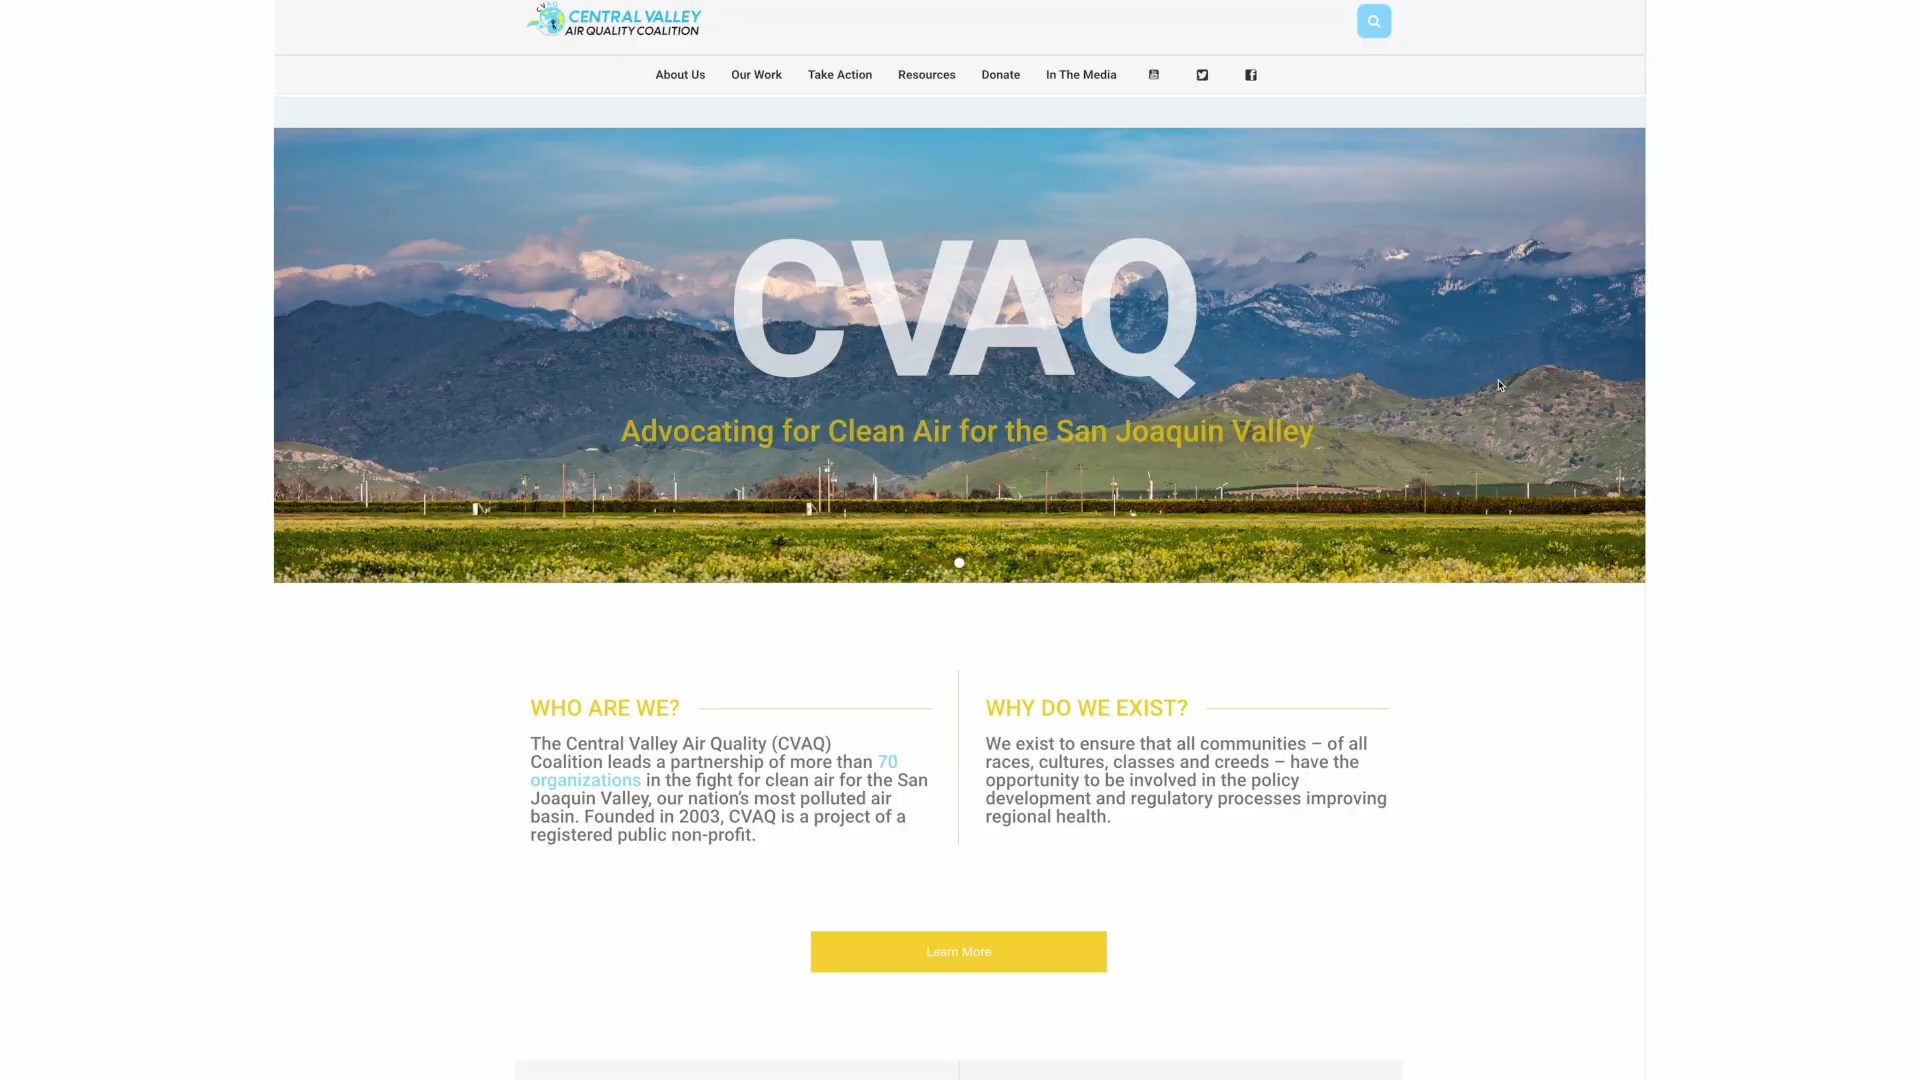 CVAQ
CENTRAL VALLEY
AIR QUALITY COALITION
About Us Our Work Take Action Resources Donate In The Media
CVAQ
Advocating for Clean Air for the San Joaquin Valley
WHO ARE WE?
The Central Valley Air Quality (CVAQ)
Coalition leads a partnership of more than 70
organizations in the fight for clean air for the San
Joaquin Valley, our nation’s most polluted air
basin. Founded in 2003, CVAQ is a project of a
registered public non-profit.
WHY DO WE EXIST?
We exist to ensure that all communities – of all
races, cultures, classes and creeds – have the
opportunity to be involved in the policy
development and regulatory processes improving
regional health.
Learn More